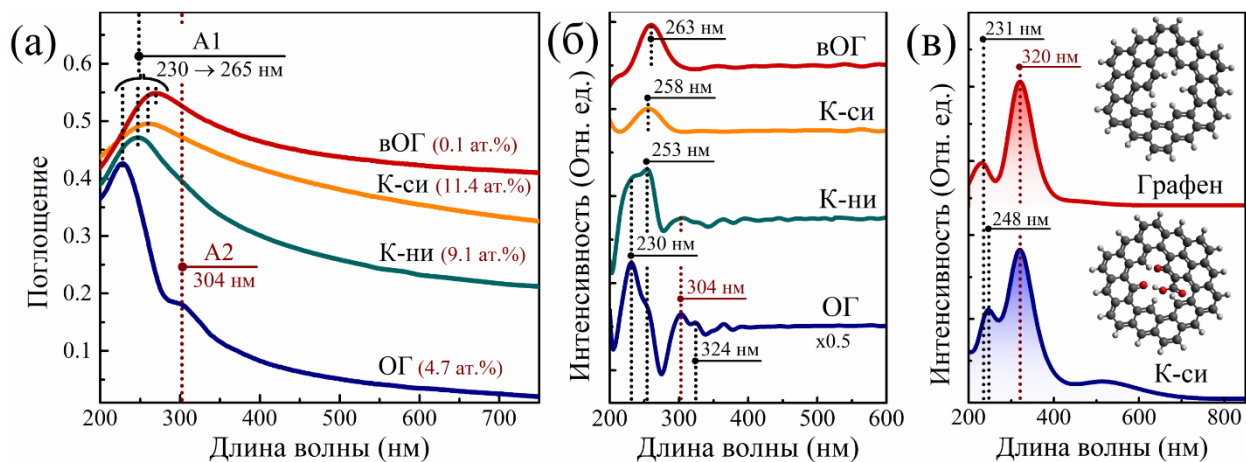 (а)
A1
230 → 265 нм
0.6
0.5
0.4
0.3
0.2
0.1
Поглощение
вОГ (0.1 ат.%)
К-си (11.4 ат.%)
К-ни (9.1 ат.%)
A2
304 нм
ОГ (4.7 ат.%)
200 300 400 500 600 700
Длина волны (нм)
(б)
263 нм
вОГ
258 нм
К-си
253 нм
К-ни
230 нм
304 нм
ОГ
x0.5
324 нм
Интенсивность (Отн. ед.)
200 300 400 500 600
Длина волны (нм)
(в)
231 нм
320 нм
Графен
248 нм
К-си
Интенсивность (Отн. ед.)
200 400 600 800
Длина волны (нм)